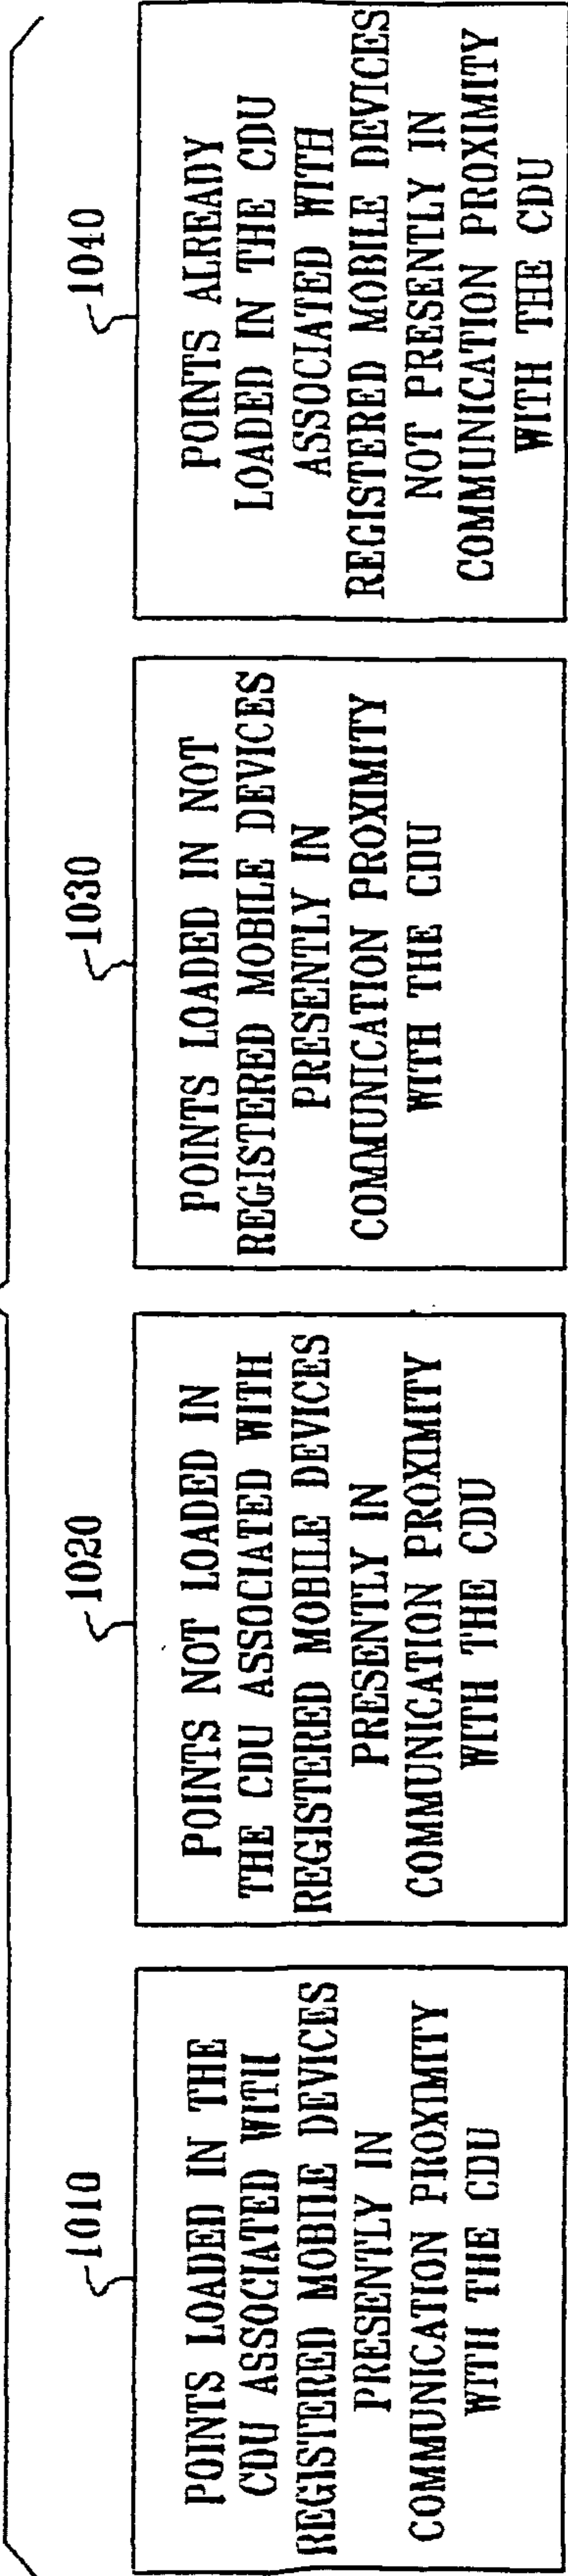 1010
POINTS LOADED IN THE
CDU ASSOCIATED WITH
REGISTERED MOBILE DEVICES
PRESENTLY IN
COMMUNICATION PROXIMITY
WITH THE CDU
1020
POINTS NOT LOADED IN
THE CDU ASSOCIATED WITH
REGISTERED MOBILE DEVICES
PRESENTLY IN
COMMUNICATION PROXIMITY
WITH THE CDU
1030
POINTS LOADED IN NOT
REGISTERED MOBILE DEVICES
PRESENTLY IN
COMMUNICATION PROXIMITY
WITH THE CDU
1040
POINTS ALREADY
LOADED IN THE CDU
ASSOCIATED WITH
REGISTERED MOBILE DEVICES
NOT PRESENTLY IN
COMMUNICATION PROXIMITY
WITH THE CDU